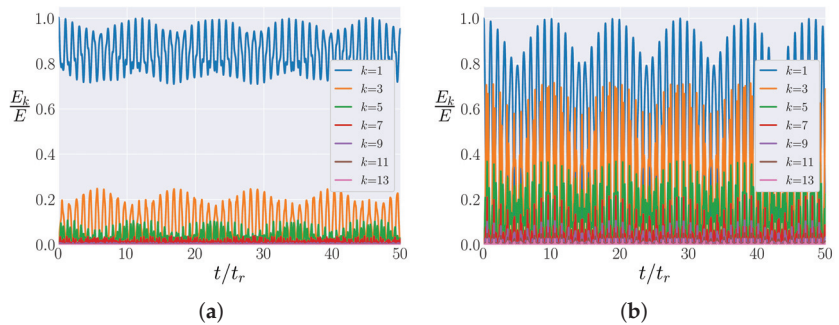 1.0
0.8
0.6
0.4
0.2
0.0
E_k
E
k=1
k=3
k=5
k=7
k=9
k=11
k=13
0 10 20 30 40 50
t/t_r
(a)
1.0
0.8
0.6
0.4
0.2
0.0
E_k
E
k=1
k=3
k=5
k=7
k=9
k=11
k=13
0 10 20 30 40 50
t/t_r
(b)